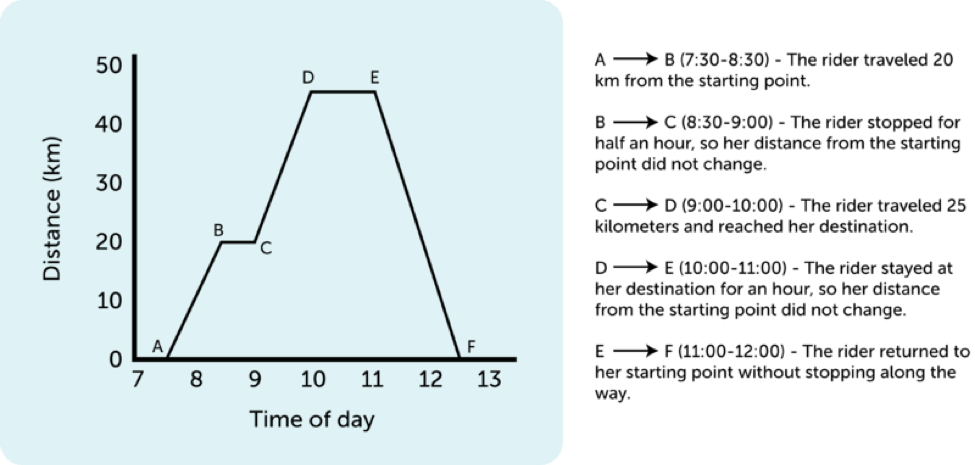 50
40
30
20
10
0
7 8 9 10 11 12 13
Distance (km)
Time of day
A
B
C
D
E
F
A → B (7:30-8:30) - The rider traveled 20
km from the starting point.
B → C (8:30-9:00) - The rider stopped for
half an hour, so her distance from the starting
point did not change.
C → D (9:00-10:00) - The rider traveled 25
kilometers and reached her destination.
D → E (10:00-11:00) - The rider stayed at
her destination for an hour, so her distance
from the starting point did not change.
E → F (11:00-12:00) - The rider returned to
her starting point without stopping along the
way.